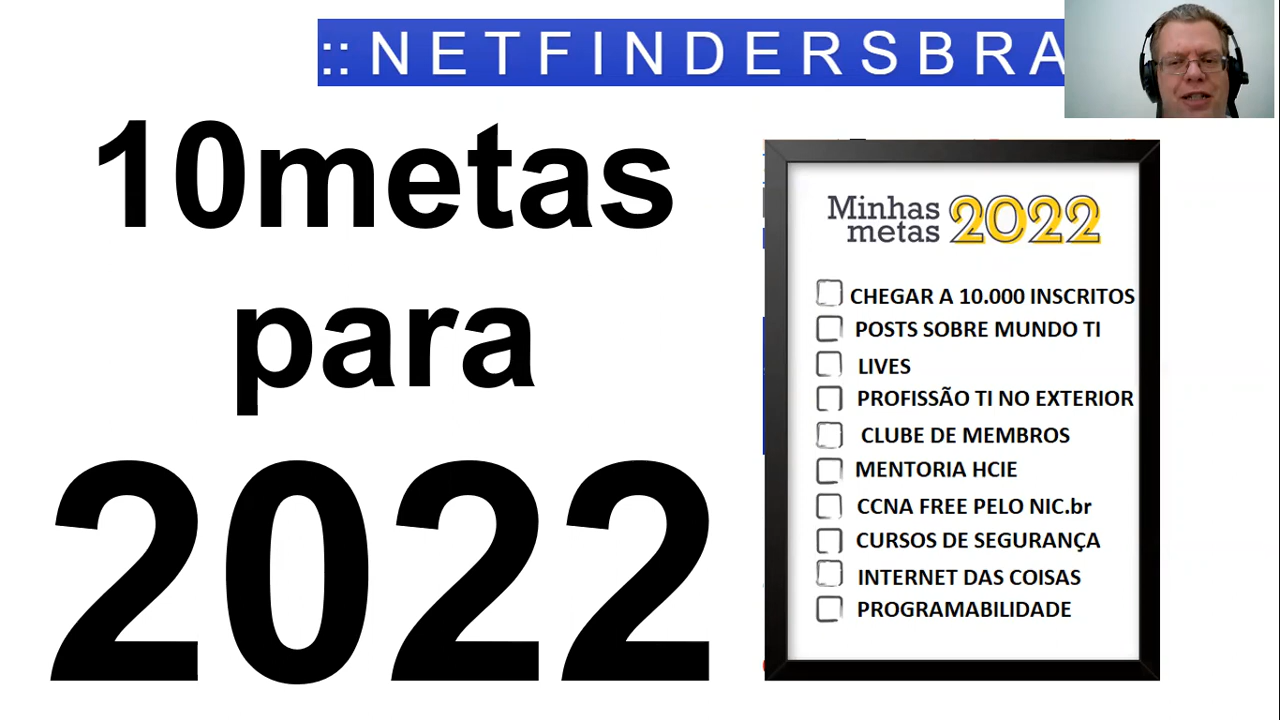 :: NETFINDERSBRA
10metas
para
2022
Minhas
metas 2022
CHEGAR A 10.000 INSCRITOS
POSTS SOBRE MUNDO TI
LIVES
PROFISSÃO TI NO EXTERIOR
CLUBE DE MEMBROS
MENTORIA HCIE
CCNA FREE PELO NIC.br
CURSOS DE SEGURANÇA
INTERNET DAS COISAS
PROGRAMABILIDADE